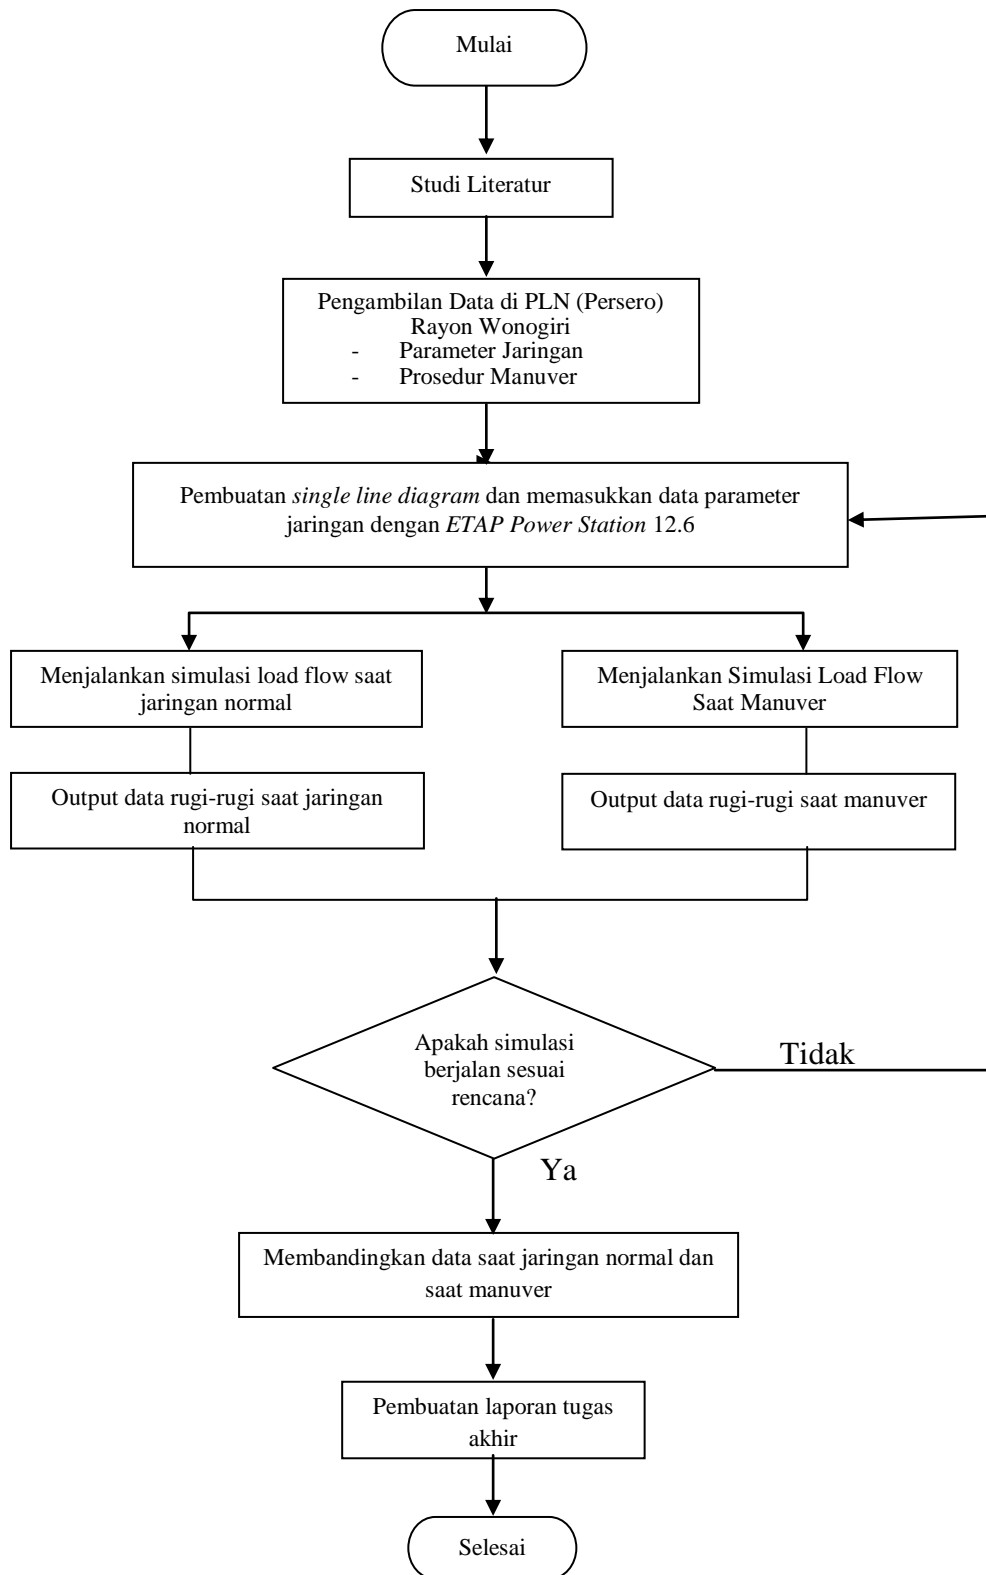 Mulai
Studi Literatur
Pengambilan Data di PLN (Persero)
Rayon Wonogiri
- Parameter Jaringan
- Prosedur Manuver
Pembuatan single line diagram dan memasukkan data parameter
jaringan dengan ETAP Power Station 12.6
Menjalankan simulasi load flow saat
jaringan normal
Menjalankan Simulasi Load Flow
Saat Manuver
Output data rugi-rugi saat jaringan
normal
Output data rugi-rugi saat manuver
Apakah simulasi
berjalan sesuai
rencana?
Tidak
Ya
Membandingkan data saat jaringan normal dan
saat manuver
Pembuatan laporan tugas
akhir
Selesai